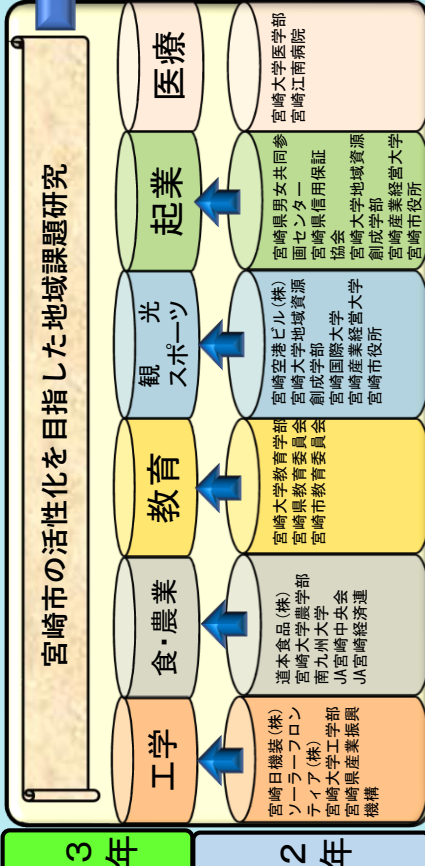 3
年
宮崎市の活性化を目指した地域課題研究
工学
食・農業
教育
観　光
スポーツ
起業
医療
2
年
宮崎日機装(株)
ソーラーフロン
ティア(株)
宮崎大学工学部
宮崎県産業振興
機構
道本食品(株)
宮崎大学農学部
南九州大学
JA宮崎中央会
JA宮崎経済連
宮崎大学教育学部
宮崎県教育委員会
宮崎市教育委員会
宮崎空港ビル(株)
宮崎大学地域資源
創成学部
宮崎国際大学
宮崎産業経営大学
宮崎市役所
宮崎県男女共同参
画センター
宮崎県信用保証
協会
宮崎大学地域資源
創成学部
宮崎産業経営大学
宮崎市役所
宮崎大学医学部
宮崎江南病院